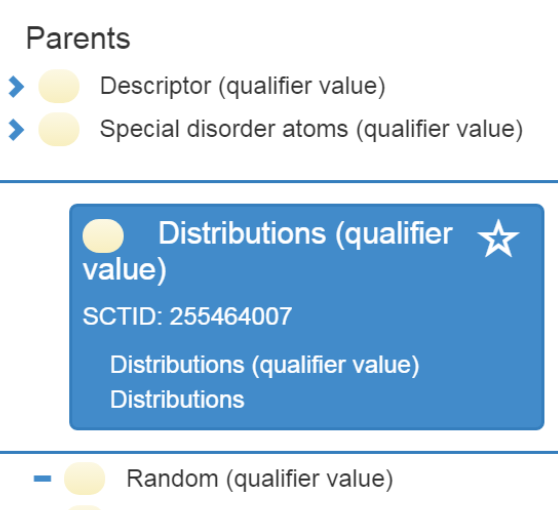 Parents
Descriptor (qualifier value)
Special disorder atoms (qualifier value)
Distributions (qualifier
value)
SCTID: 255464007
Distributions (qualifier value)
Distributions
Random (qualifier value)